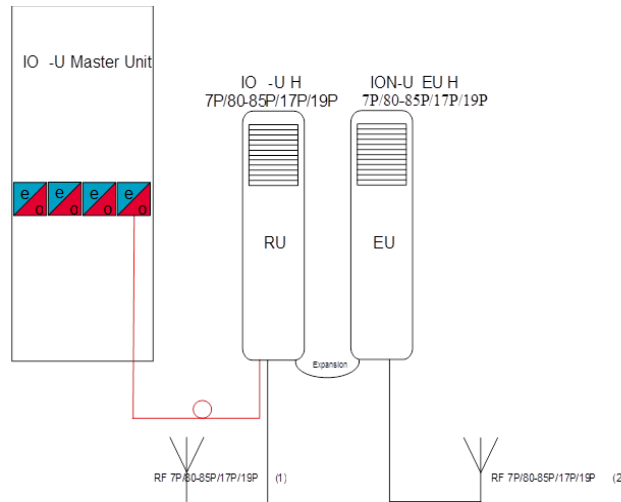 IO -U Master Unit
IO -U H
7P/80-85P/17P/19P
ION-U EU H
7P/80-85P/17P/19P
e e e e
o o o o
RU
EU
Expansion
RF 7P/80-85P/17P/19P (1)
RF 7P/80-85P/17P/19P (2